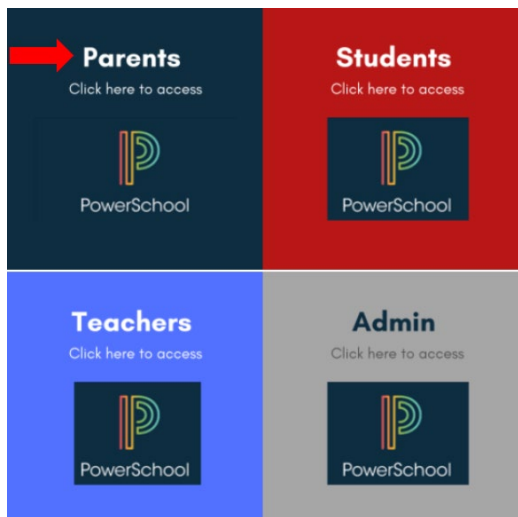 Parents
Click here to access
PowerSchool
Students
Click here to access
PowerSchool
Teachers
Click here to access
PowerSchool
Admin
Click here to access
PowerSchool